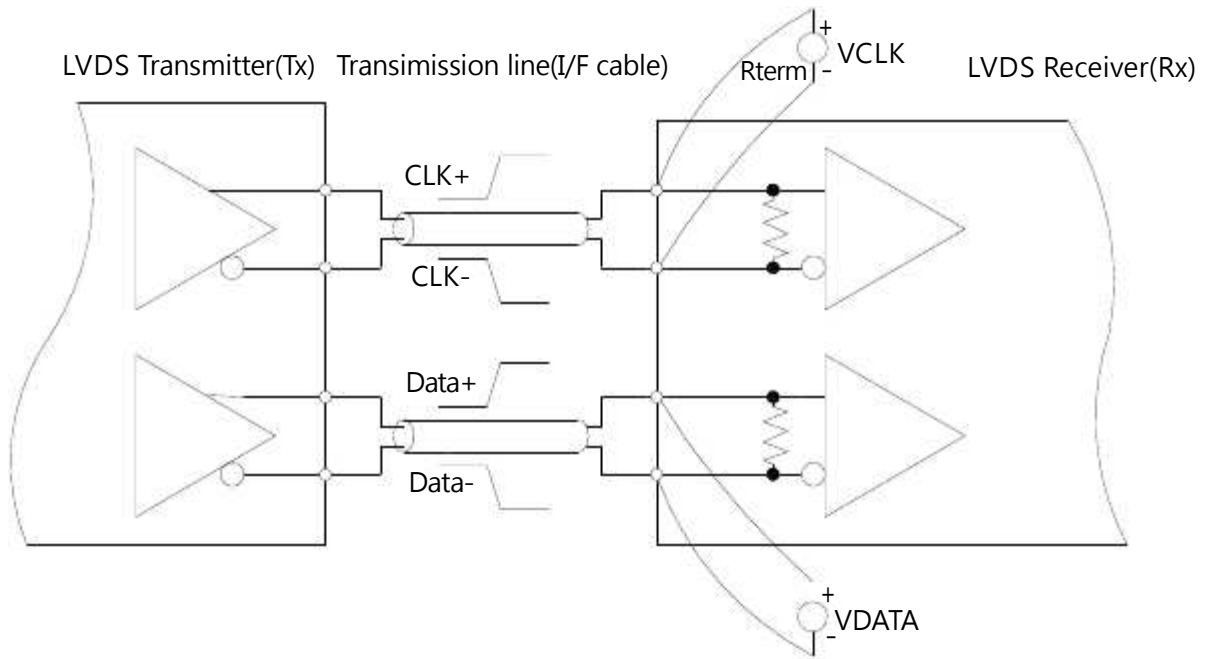 LVDS Transmitter(Tx)
Transimission line(I/F cable)
+
VCLK
Rterm
-
LVDS Receiver(Rx)
CLK+
CLK-
Data+
Data-
+
VDATA
-